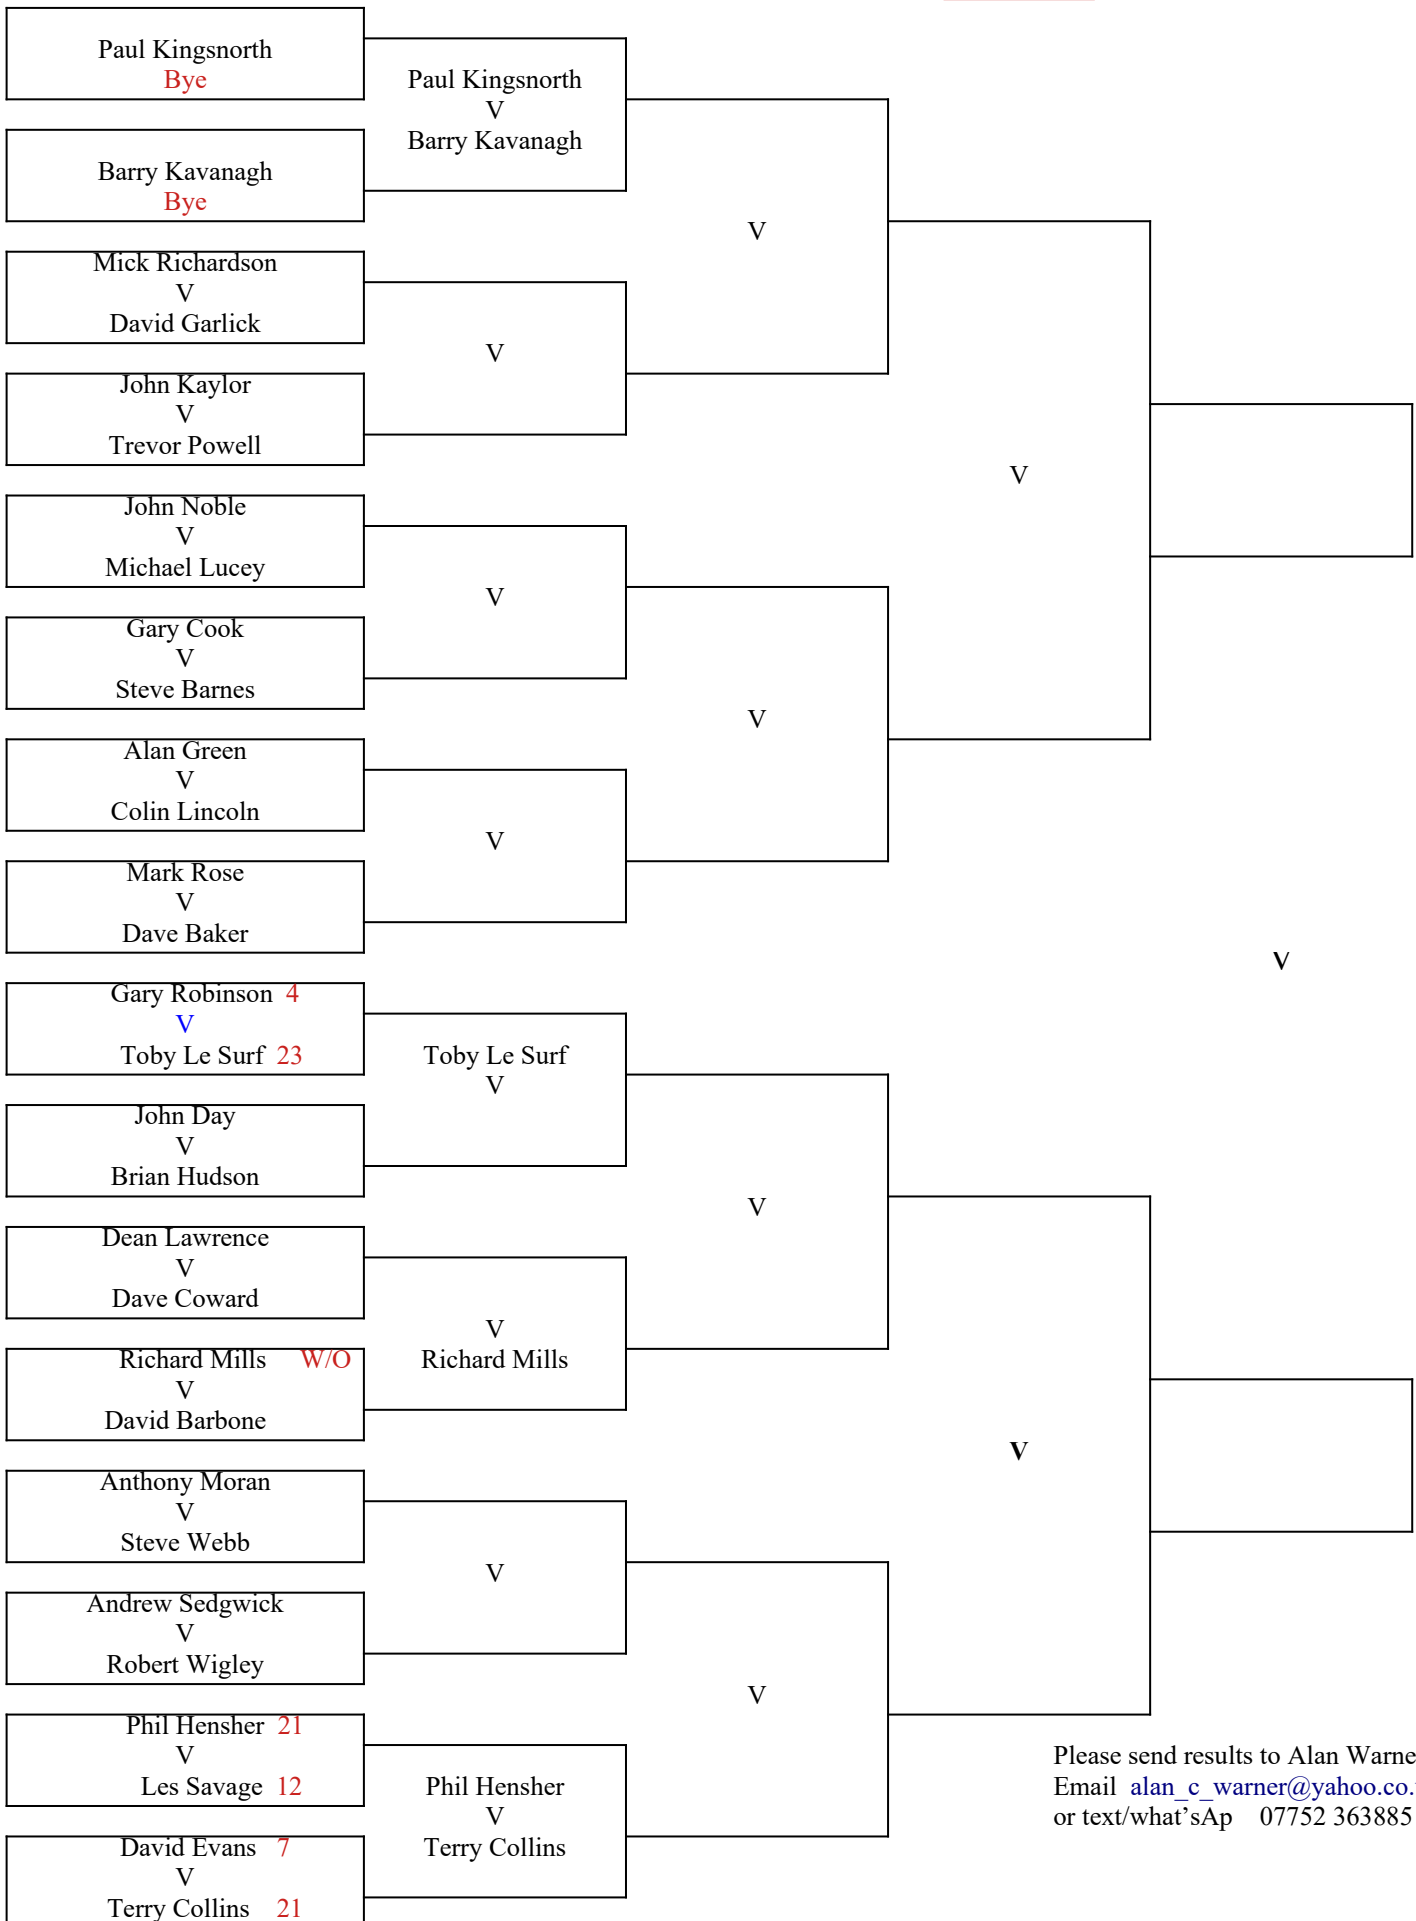 Paul Kingsnorth
Bye
Barry Kavanagh
Bye
Mick Richardson
V
David Garlick
John Kaylor
V
Trevor Powell
John Noble
V
Michael Lucey
Gary Cook
V
Steve Barnes
Alan Green
V
Colin Lincoln
Mark Rose
V
Dave Baker
Gary Robinson 4
V
Toby Le Surf 23
John Day
V
Brian Hudson
Dean Lawrence
V
Dave Coward
Richard Mills W/O
V
David Barbone
Anthony Moran
V
Steve Webb
Andrew Sedgwick
V
Robert Wigley
Phil Hensher 21
V
Les Savage 12
David Evans 7
V
Terry Collins 21
Paul Kingsnorth
V
Barry Kavanagh
V
V
V
Toby Le Surf
V
V
Richard Mills
V
Phil Hensher
V
Terry Collins
V
V
V
V
V
V
V
Please send results to Alan Warne
Email alan_c_warner@yahoo.co.
or text/what'sAp 07752 363885